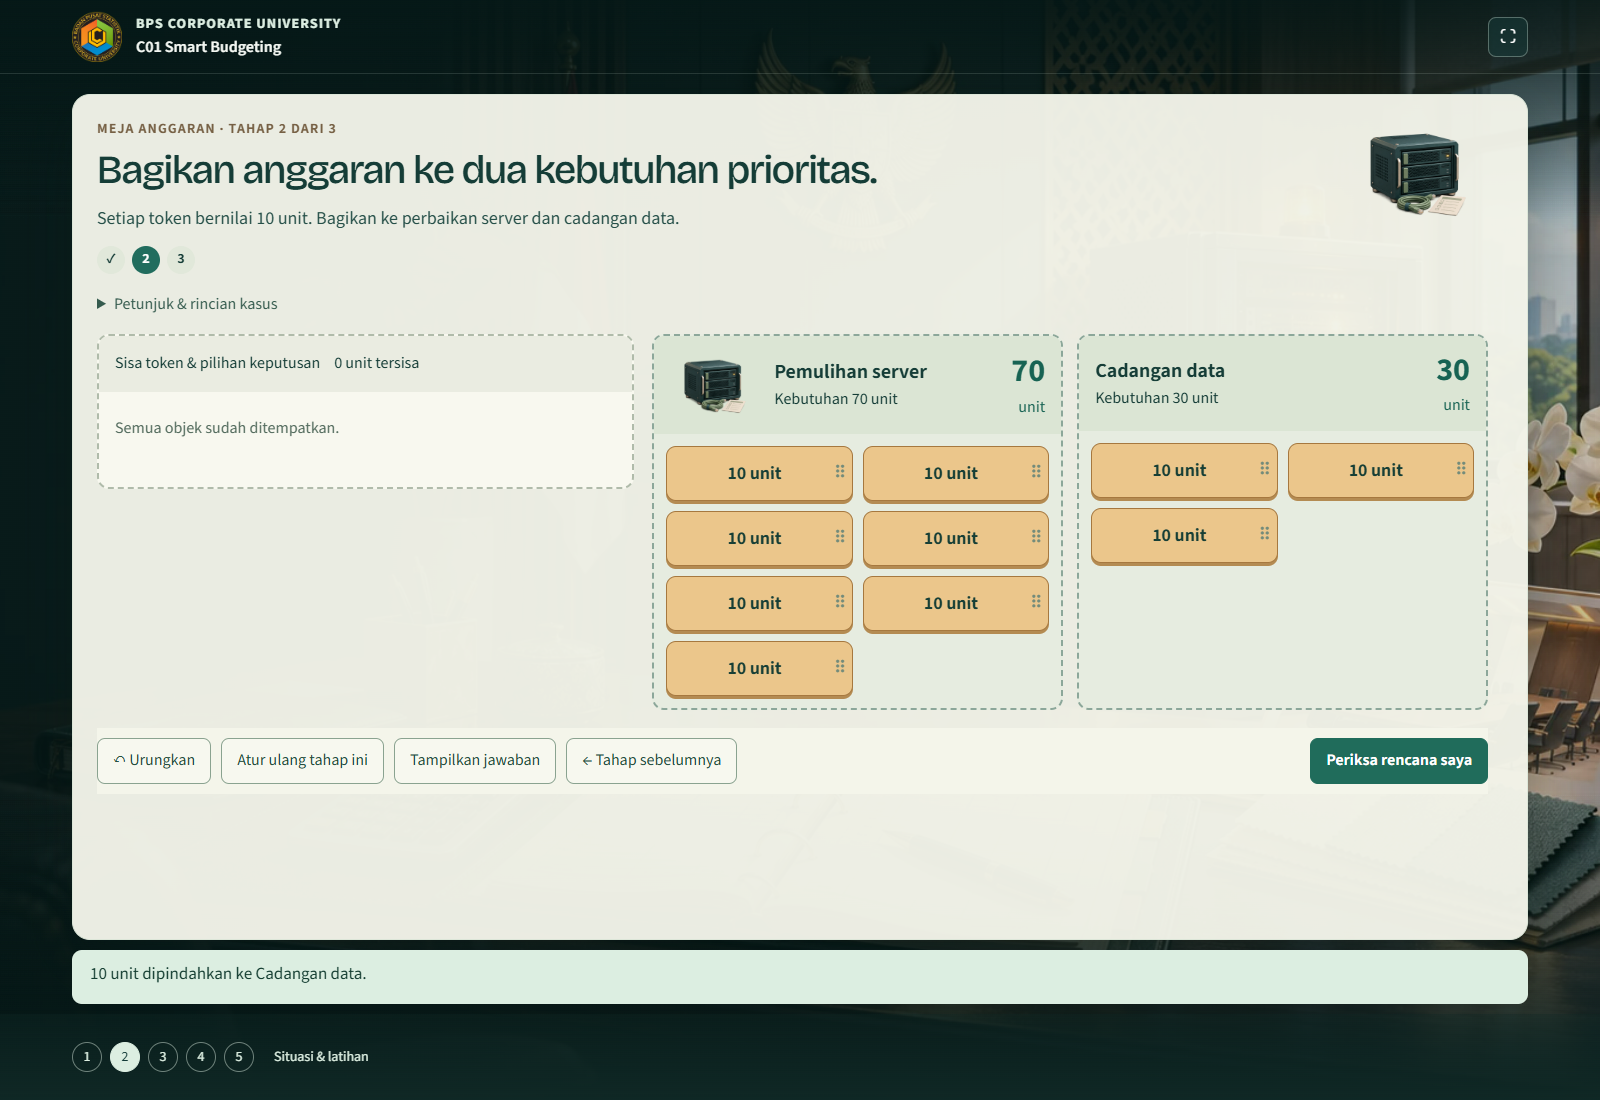 BPS CORPORATE UNIVERSITY
C01 Smart Budgeting
MEJA ANGGARAN · TAHAP 2 DARI 3
Bagikan anggaran ke dua kebutuhan prioritas.
Setiap token bernilai 10 unit. Bagikan ke perbaikan server dan cadangan data.
✓ 2 3
▶ Petunjuk & rincian kasus
Sisa token & pilihan keputusan 0 unit tersisa
Semua objek sudah ditempatkan.
Pemulihan server
Kebutuhan 70 unit
70
unit
10 unit 10 unit
10 unit 10 unit
10 unit 10 unit
10 unit
Cadangan data
Kebutuhan 30 unit
30
unit
10 unit 10 unit
10 unit
↶ Urungkan
Atur ulang tahap ini
Tampilkan jawaban
← Tahap sebelumnya
Periksa rencana saya
10 unit dipindahkan ke Cadangan data.
1 2 3 4 5 Situasi & latihan